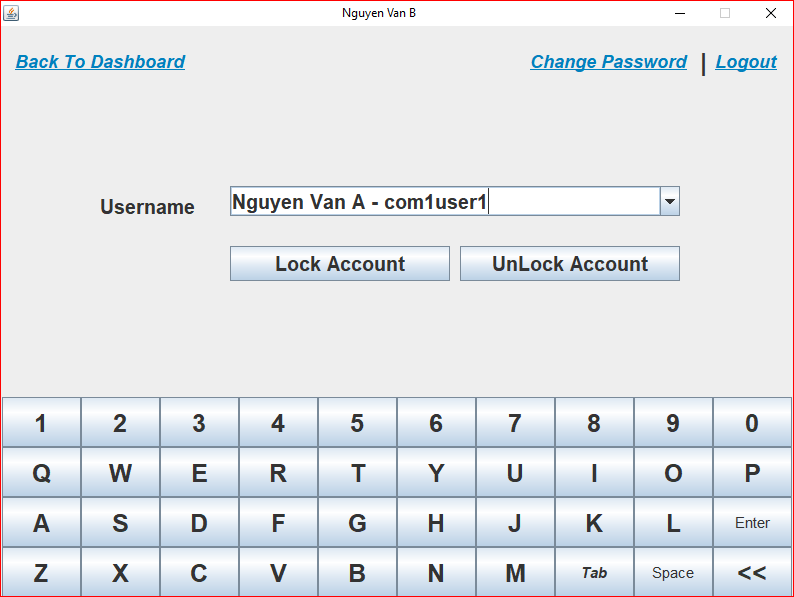 Nguyen Van B
Back To Dashboard Change Password | Logout
Username Nguyen Van A - com1user1
Lock Account UnLock Account
1 2 3 4 5 6 7 8 9 0
Q W E R T Y U I O P
A S D F G H J K L Enter
Z X C V B N M Tab Space <<